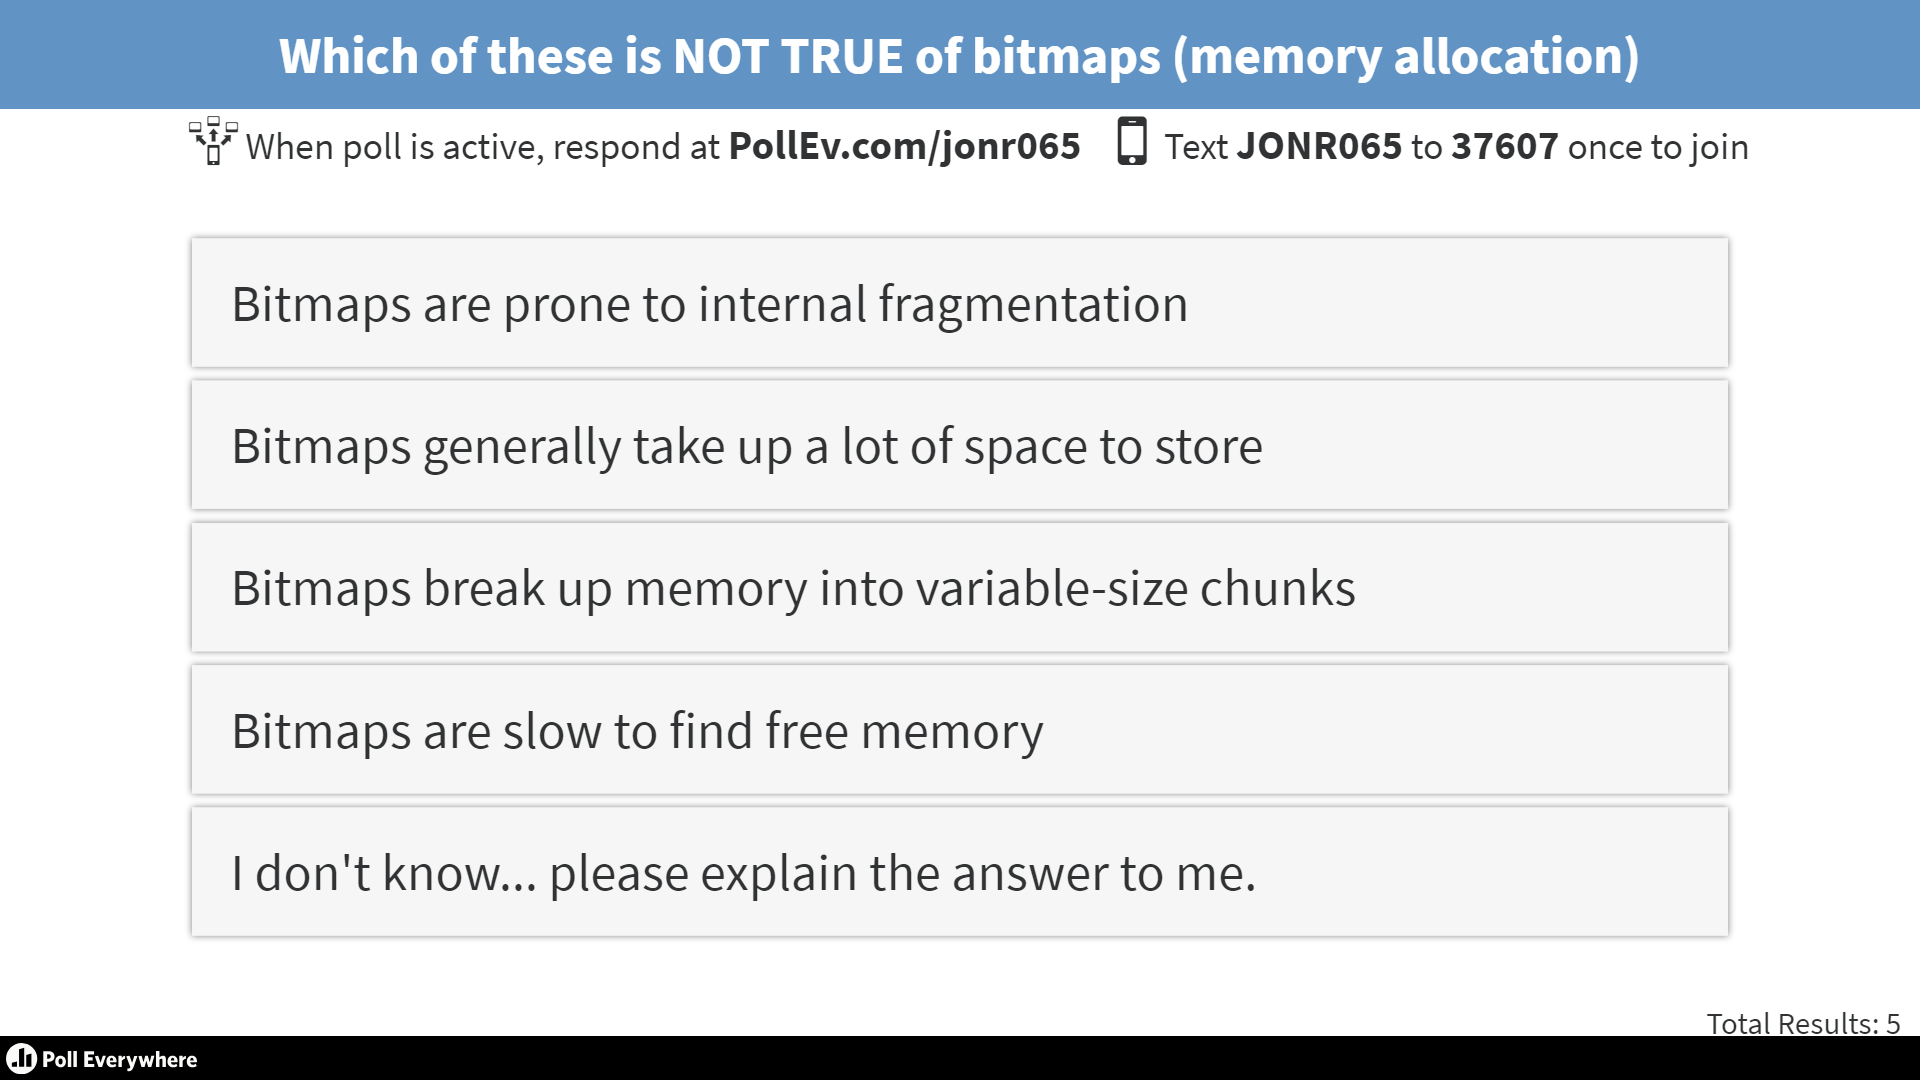 Which of these is NOT TRUE of bitmaps (memory allocation)
When poll is active, respond at PollEv.com/jonr065 Text JONR065 to 37607 once to join
Bitmaps are prone to internal fragmentation
Bitmaps generally take up a lot of space to store
Bitmaps break up memory into variable-size chunks
Bitmaps are slow to find free memory
I don't know... please explain the answer to me.
Total Results: 5
Poll Everywhere